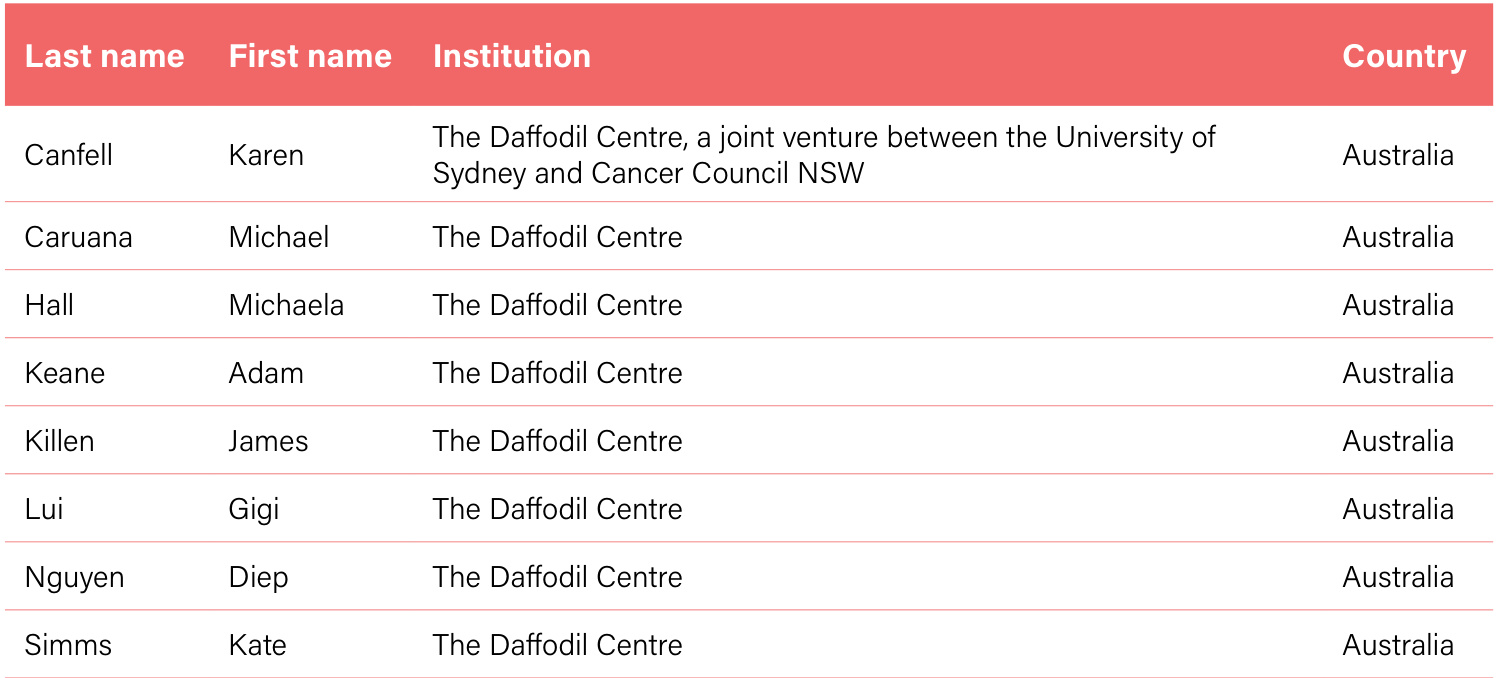 Last name First name Institution Country
Canfell Karen The Daffodil Centre, a joint venture between the University of
Sydney and Cancer Council NSW Australia
Caruana Michael The Daffodil Centre Australia
Hall Michaela The Daffodil Centre Australia
Keane Adam The Daffodil Centre Australia
Killen James The Daffodil Centre Australia
Lui Gigi The Daffodil Centre Australia
Nguyen Diep The Daffodil Centre Australia
Simms Kate The Daffodil Centre Australia